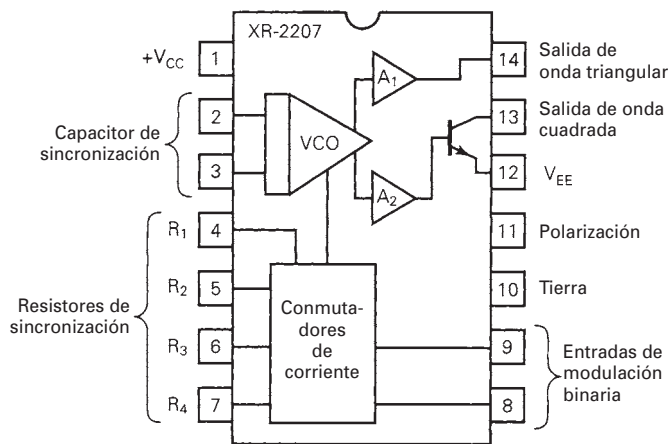 XR-2207
+VCC
1
2
3
Capacitor de
sincronización
VCO
A1
A2
14
Salida de
onda triangular
13
Salida de onda
cuadrada
12
VEE
11
Polarización
10
Tierra
R1
4
R2
5
R3
6
R4
7
Resistores de
sincronización
Conmuta-
dores
de
corriente
9
8
Entradas de
modulación
binaria